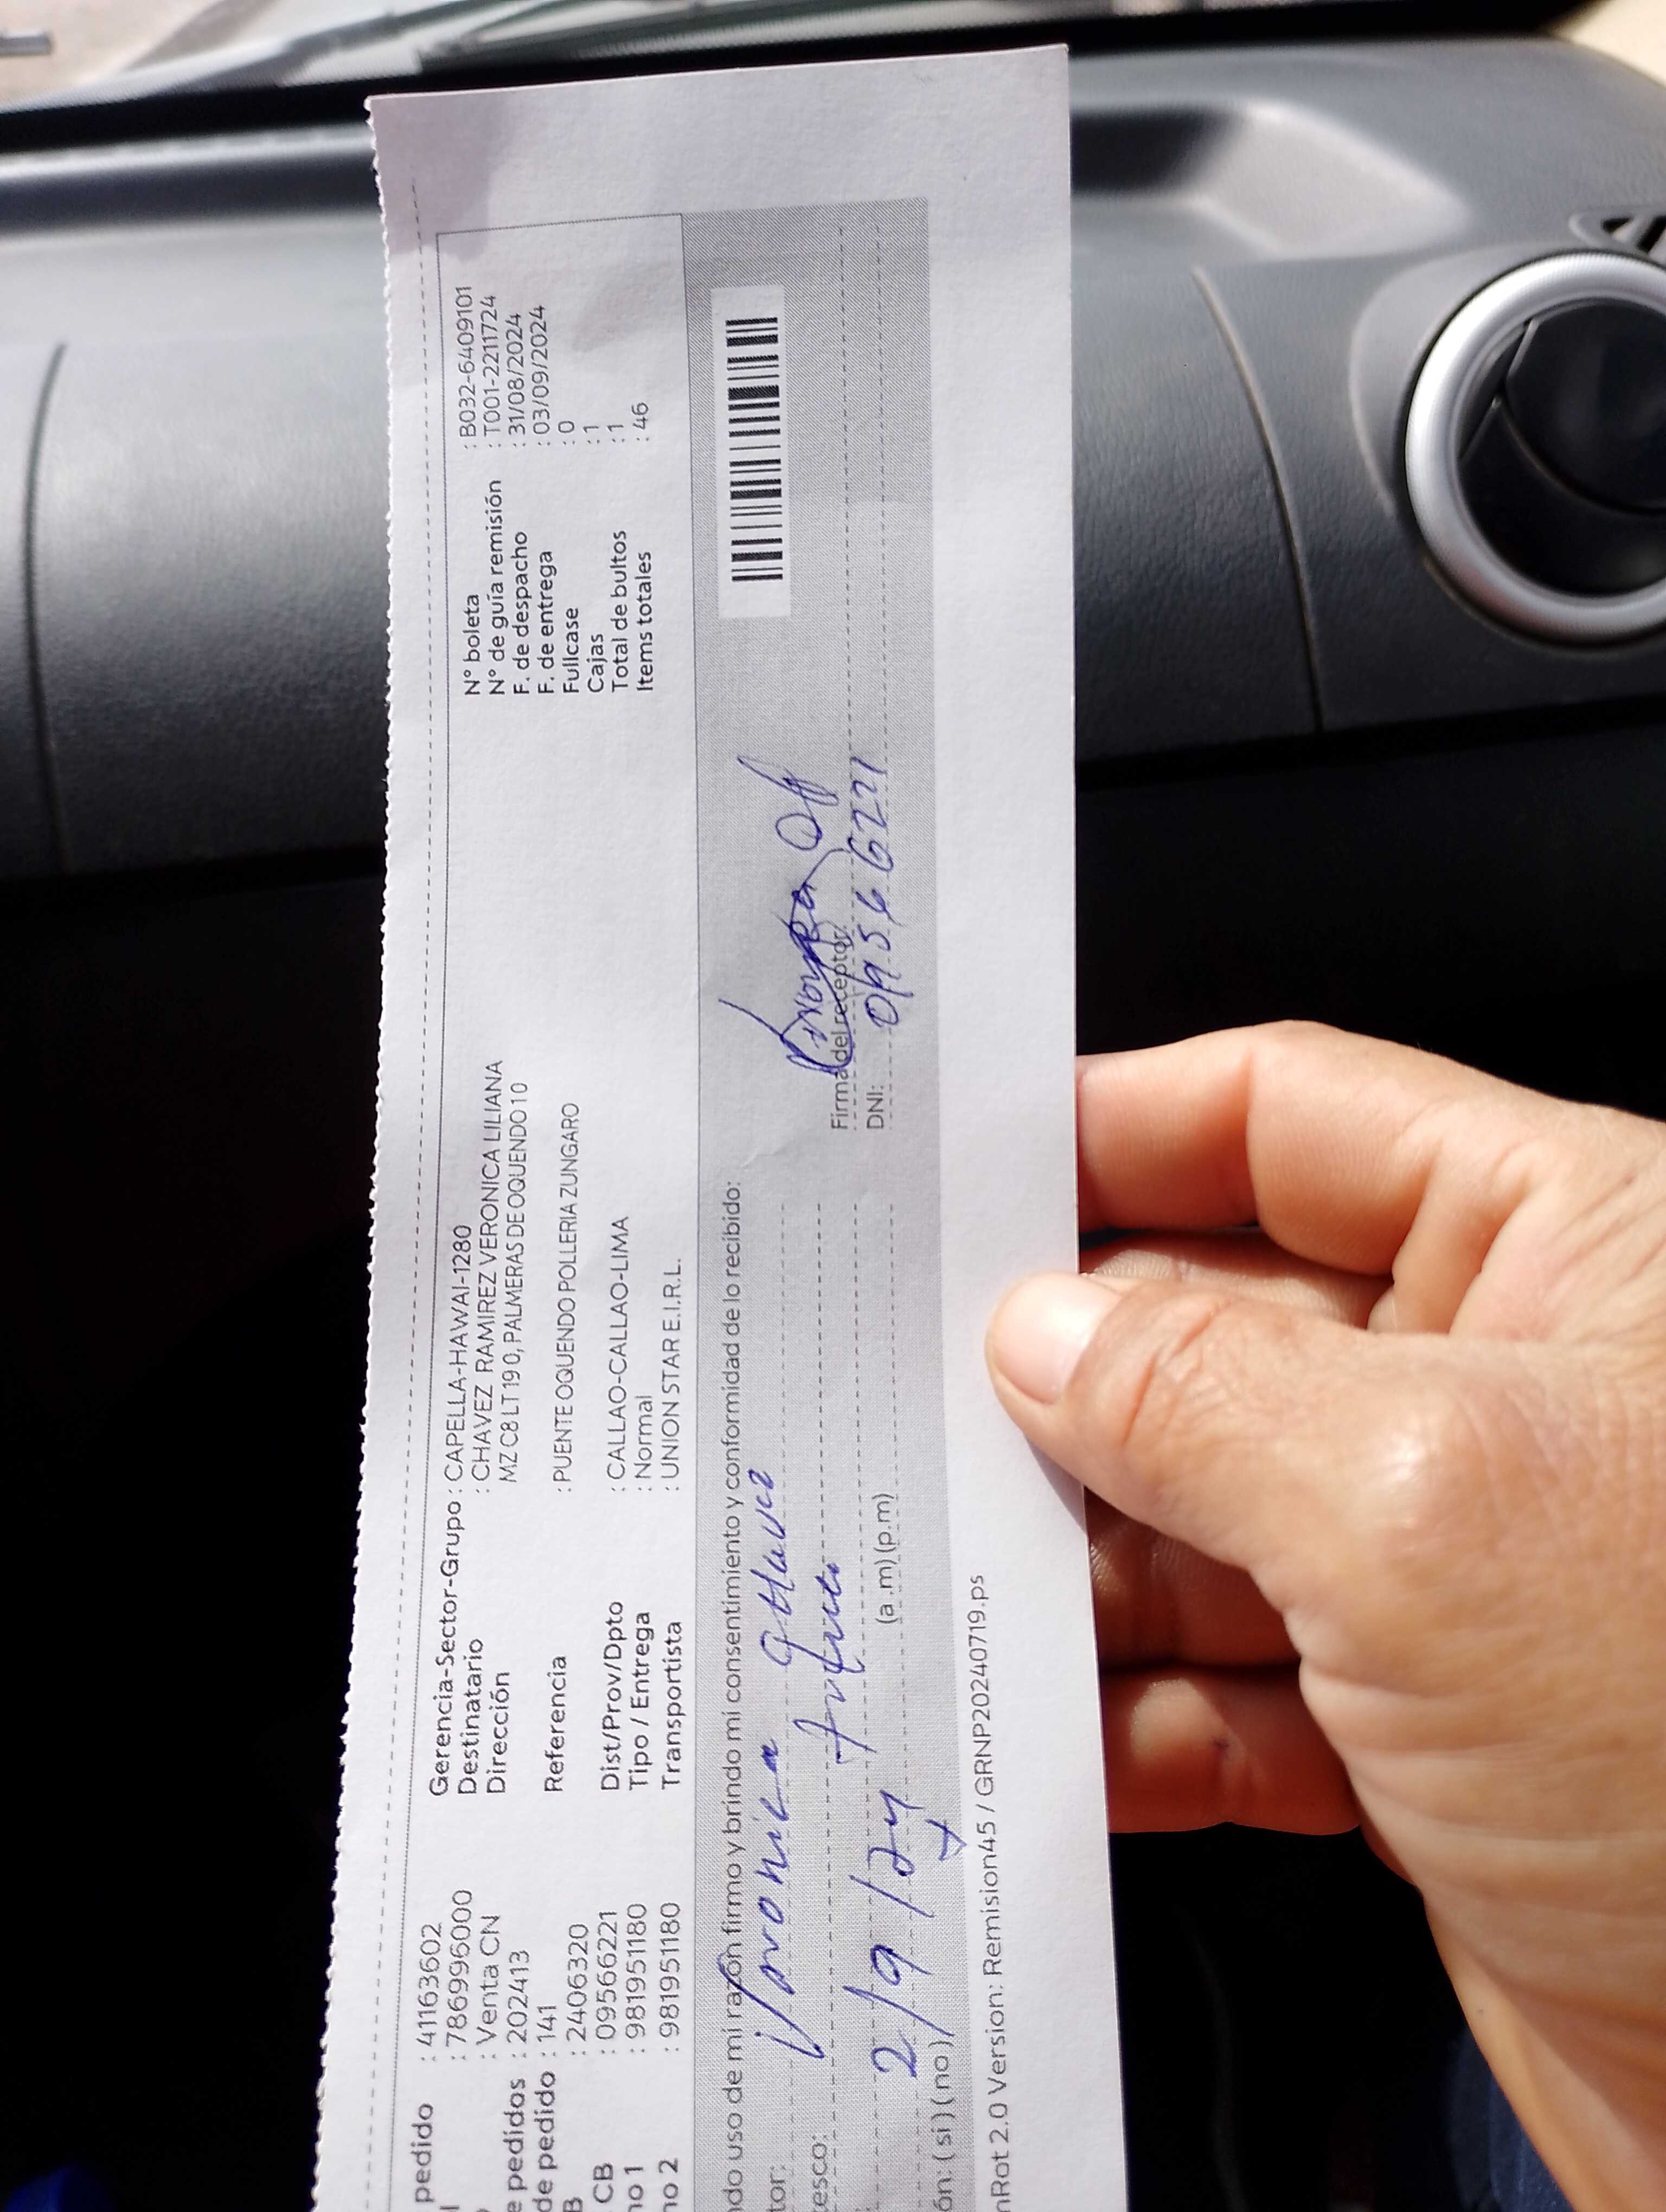 pedido : 41163602
: 786996000
: Venta CN
e pedidos : 202413
de pedido : 141
B : 2406320
CB : 09566221
no 1 : 981951180
no 2 : 981951180
Gerencia-Sector-Grupo : CAPELLA-HAWAI-1280
Destinatario : CHAVEZ RAMIREZ VERONICA LILIANA
Dirección MZ C8 LT 19 0, PALMERAS DE OQUENDO 10
Referencia : PUENTE OQUENDO POLLERIA ZUNGARO
Dist/Prov/Dpto : CALLAO-CALLAO-LIMA
Tipo / Entrega : Normal
Transportista : UNION STAR E.I.R.L.
N° boleta : B032-6409101
N° de guía remisión : T001-2211724
F. de despacho : 31/08/2024
F. de entrega : 03/09/2024
Fullcase : 0
Cajas : 1
Total de bultos : 1
Items totales : 46
ndo uso de mi razón firmo y brindo mi consentimiento y conformidad de lo recibido:
tor: Veronica
esco:
2/9/24 (a .m) (p.m)
ón: ( si ) ( no )
Firma del receptor:
DNI: 09566221
nRot 2.0 Version: Remision45 / GRNP20240719.ps